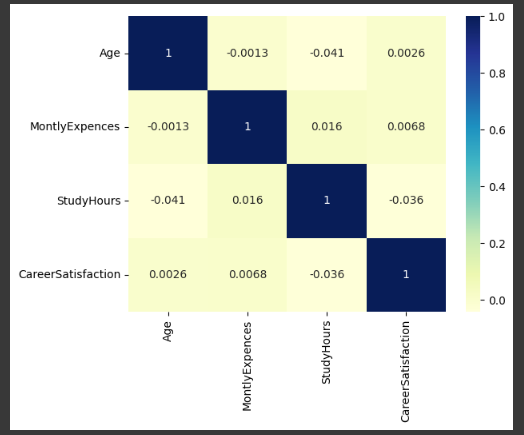 Age
1
-0.0013
-0.041
0.0026
MontlyExpences
-0.0013
1
0.016
0.0068
StudyHours
-0.041
0.016
1
-0.036
CareerSatisfaction
0.0026
0.0068
-0.036
1
Age
MontlyExpences
StudyHours
CareerSatisfaction
1.0
0.8
0.6
0.4
0.2
0.0